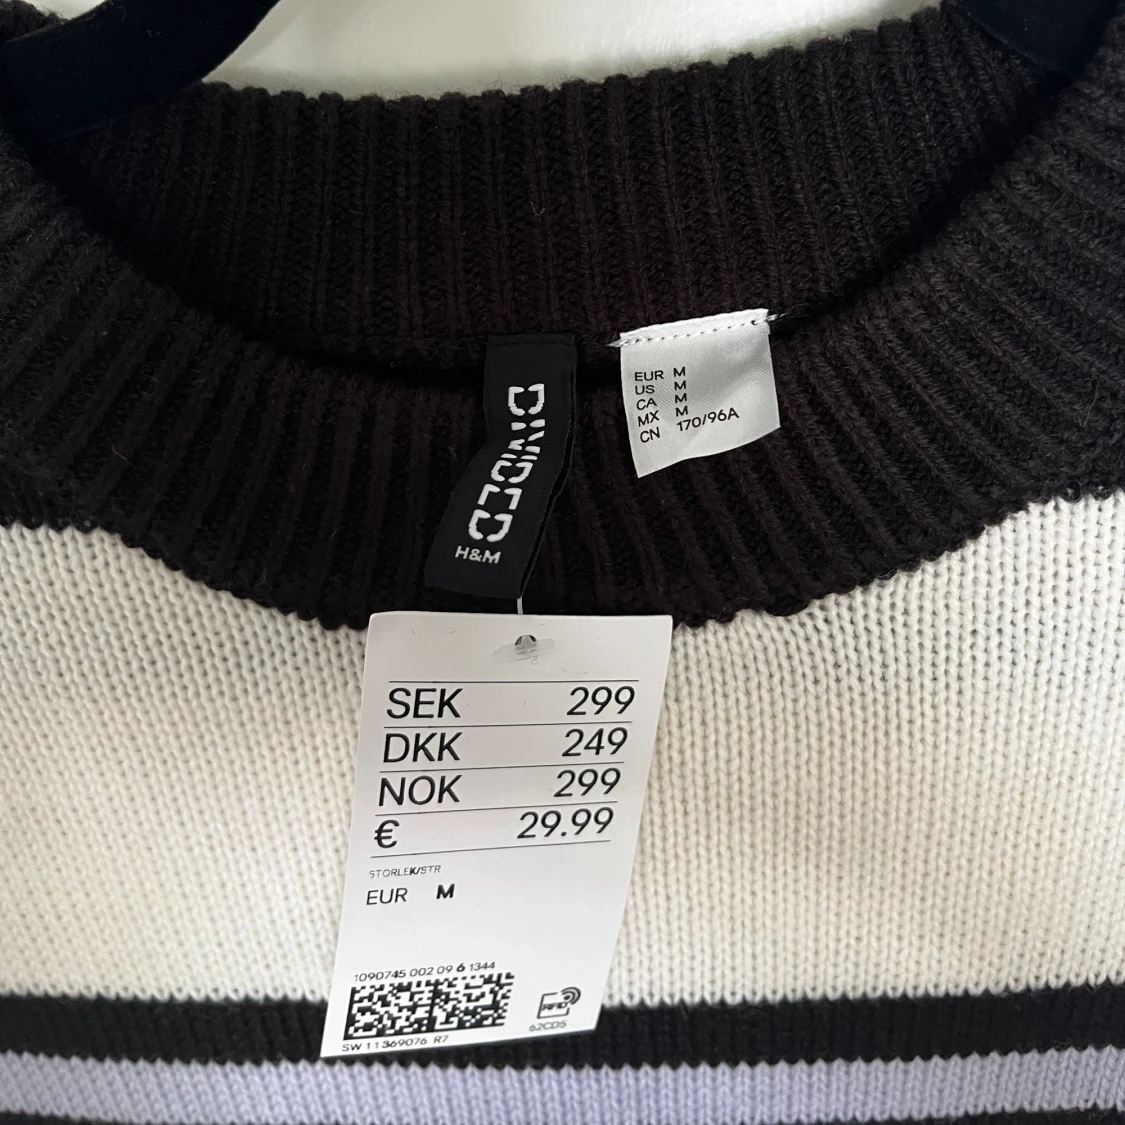 DIVIDED
H&M
EUR M
US M
CA M
MX M
CN 170/96A
SEK 299
DKK 249
NOK 299
€ 29.99
STORLEK/STR
EUR M
1090745 002 09 6 1344
RFID
62CD5
SW 11369076 R7